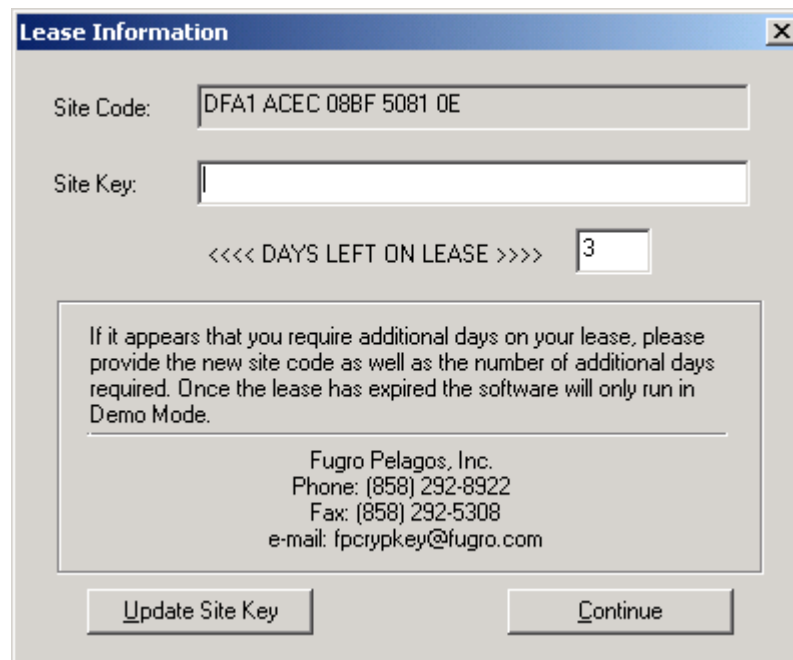 Lease Information
Site Code: DFA1 ACEC 08BF 5081 0E
Site Key:
<<<< DAYS LEFT ON LEASE >>>> 3
If it appears that you require additional days on your lease, please
provide the new site code as well as the number of additional days
required. Once the lease has expired the software will only run in
Demo Mode.
Fugro Pelagos, Inc.
Phone: (858) 292-8922
Fax: (858) 292-5308
e-mail: fpcrypkey@fugro.com
Update Site Key Continue